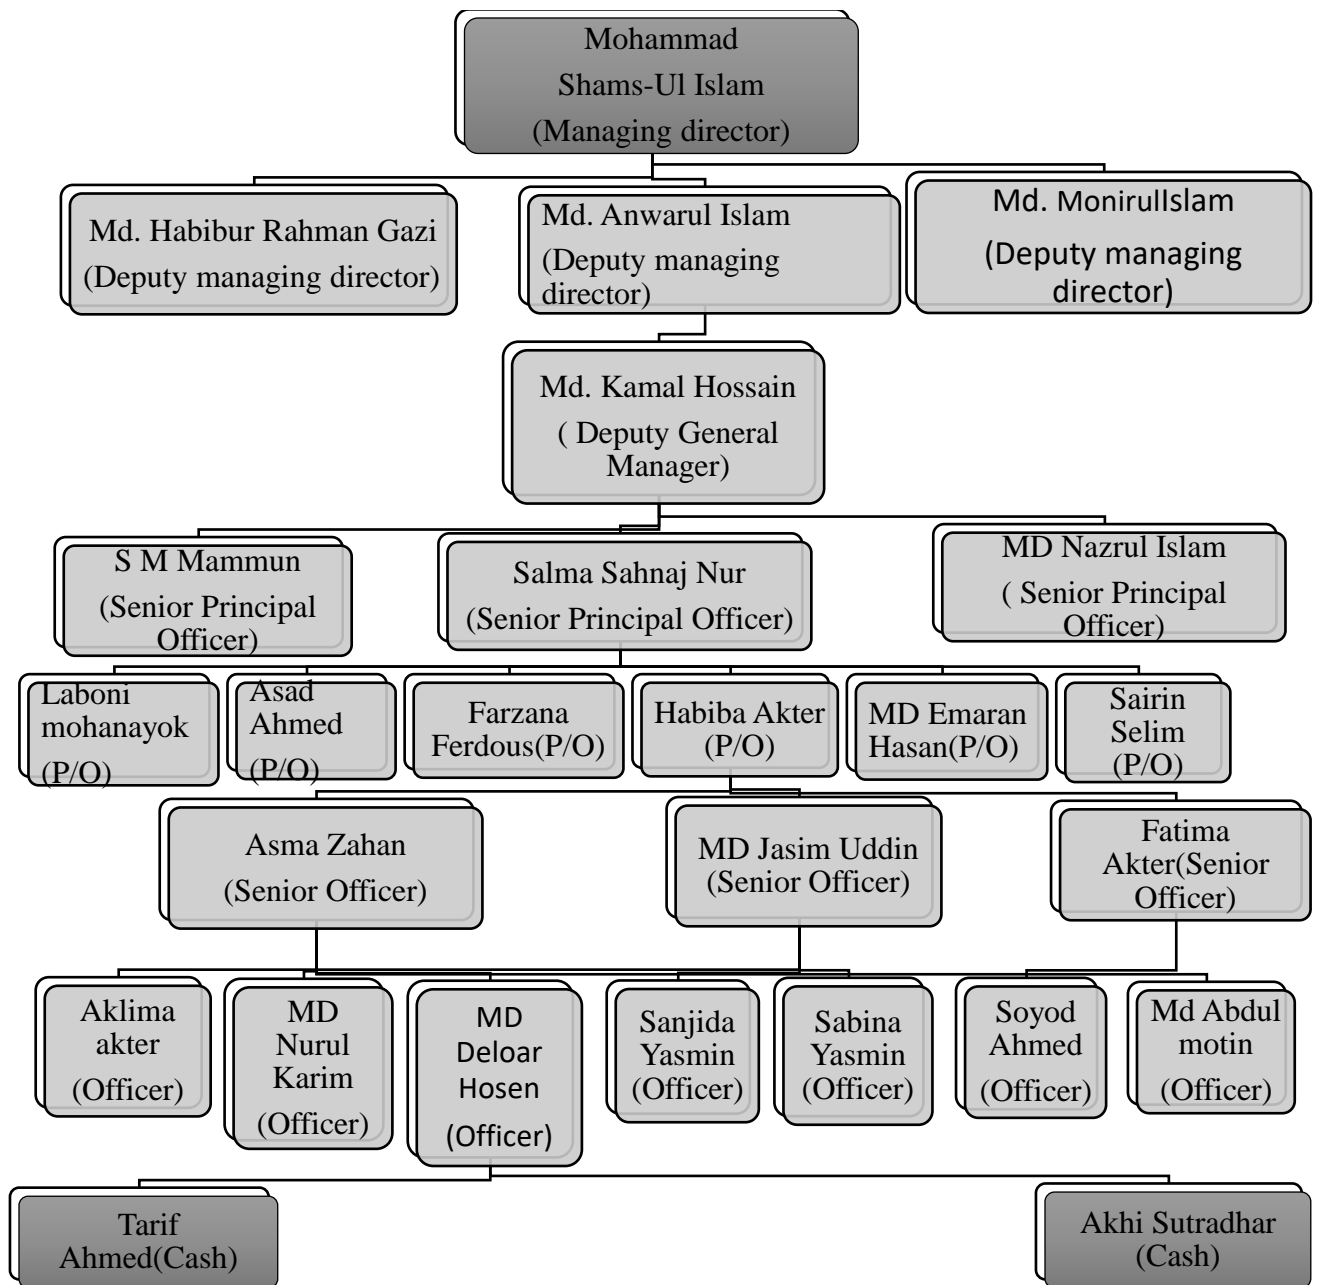 Mohammad
Shams-Ul Islam
(Managing director)
Md. Habibur Rahman Gazi
(Deputy managing director)
Md. Anwarul Islam
(Deputy managing
director)
Md. MonirulIslam
(Deputy managing
director)
Md. Kamal Hossain
( Deputy General
Manager)
S M Mammun
(Senior Principal
Officer)
Salma Sahnaj Nur
(Senior Principal Officer)
MD Nazrul Islam
( Senior Principal
Officer)
Laboni
mohanayok
(P/O)
Asad
Ahmed
(P/O)
Farzana
Ferdous(P/O)
Habiba Akter
(P/O)
MD Emaran
Hasan(P/O)
Sairin
Selim
(P/O)
Asma Zahan
(Senior Officer)
MD Jasim Uddin
(Senior Officer)
Fatima
Akter(Senior
Officer)
Aklima
akter
(Officer)
MD
Nurul
Karim
(Officer)
MD
Deloar
Hosen
(Officer)
Sanjida
Yasmin
(Officer)
Sabina
Yasmin
(Officer)
Soyod
Ahmed
(Officer)
Md Abdul
motin
(Officer)
Tarif
Ahmed(Cash)
Akhi Sutradhar
(Cash)